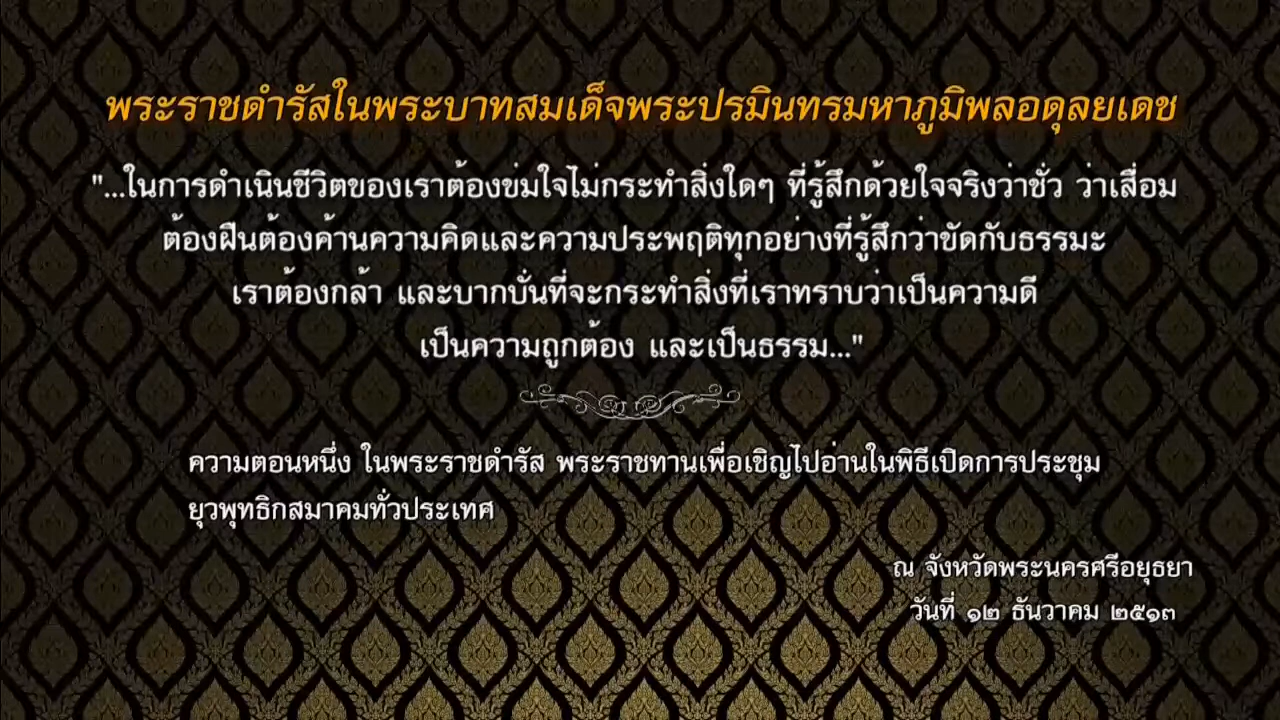 พระราชดำรัสในพระบาทสมเด็จพระปรมินทรมหาภูมิพลอดุลยเดช
"...ในการดำเนินชีวิตของเราต้องข่มใจไม่กระทำสิ่งใดๆ ที่รู้สึกด้วยใจจริงว่าชั่ว ว่าเสื่อม
ต้องฝืนต้องค้านความคิดและความประพฤติทุกอย่างที่รู้สึกว่าขัดกับธรรมะ
เราต้องกล้า และบากบั่นที่จะกระทำสิ่งที่เราทราบว่าเป็นความดี
เป็นความถูกต้อง และเป็นธรรม..."
ความตอนหนึ่ง ในพระราชดำรัส พระราชทานเพื่อเชิญไปอ่านในพิธีเปิดการประชุม
ยุวพุทธิกสมาคมทั่วประเทศ
ณ จังหวัดพระนครศรีอยุธยา
วันที่ ๑๒ ธันวาคม ๒๕๑๓